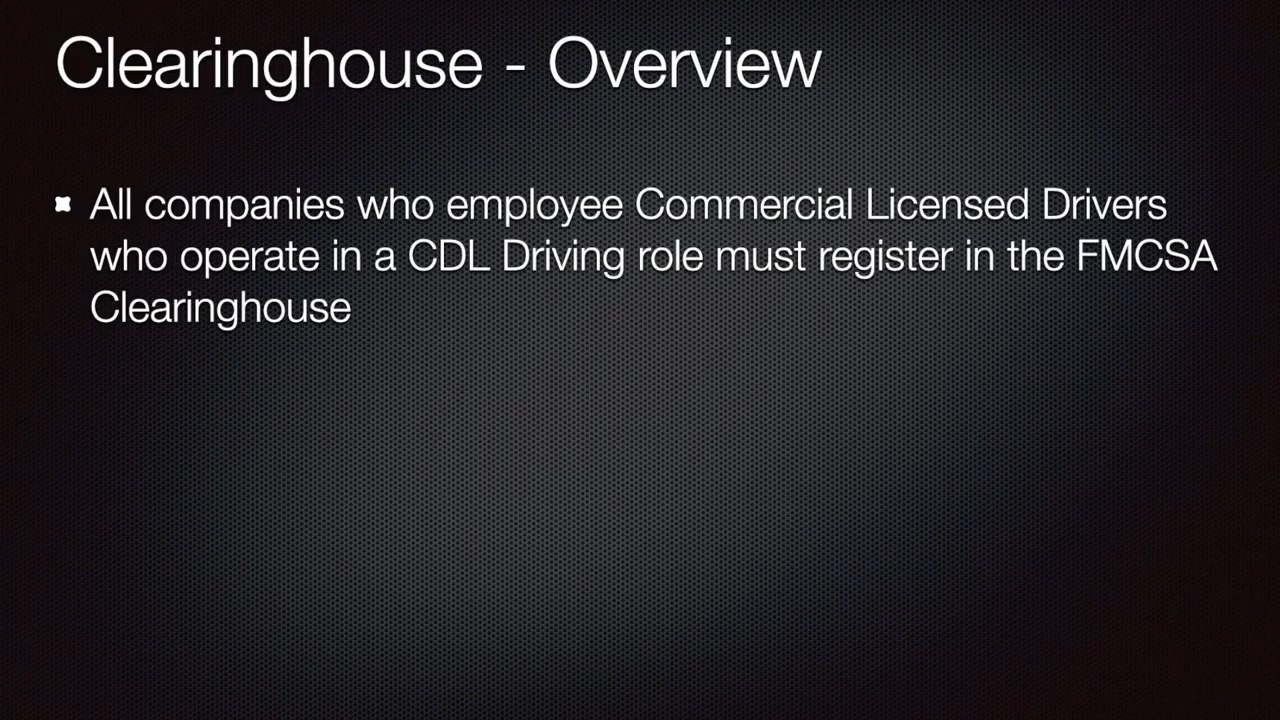 Clearinghouse - Overview
All companies who employee Commercial Licensed Drivers
who operate in a CDL Driving role must register in the FMCSA
Clearinghouse